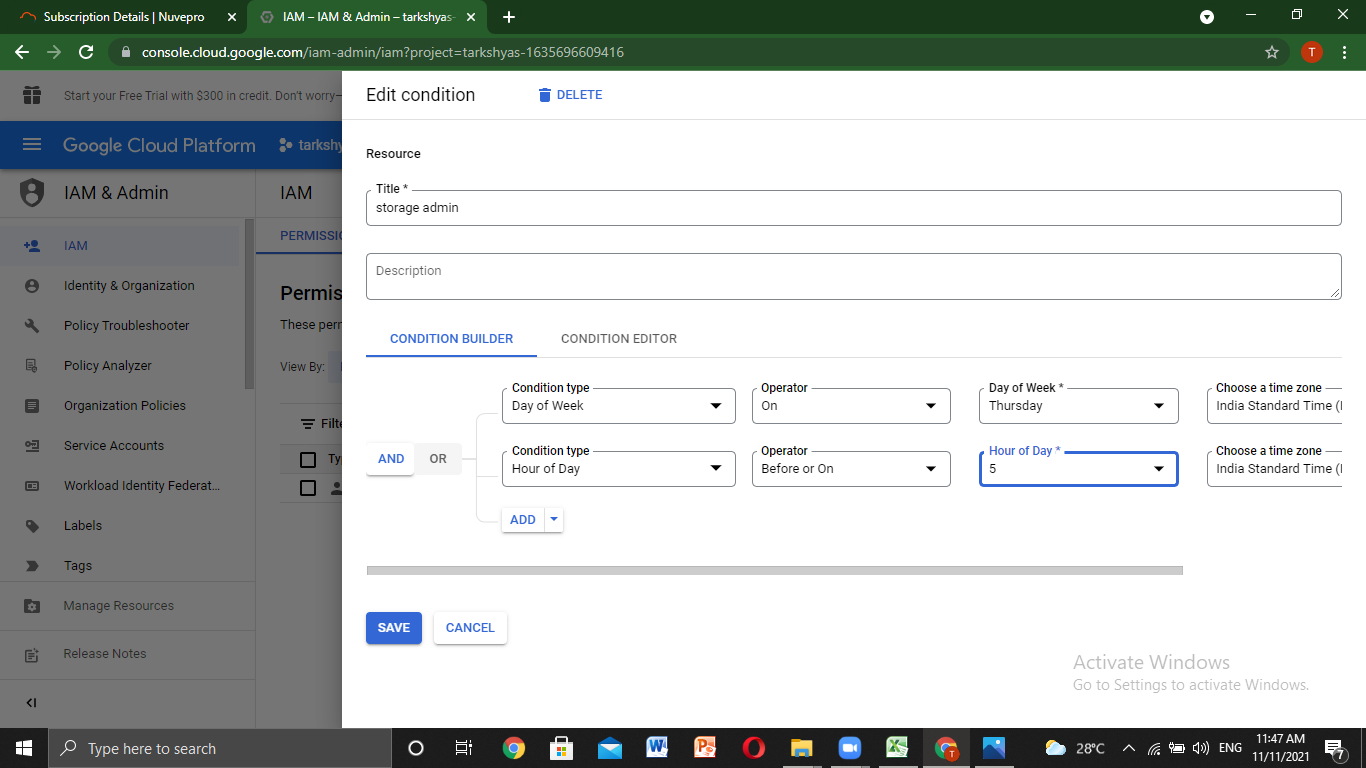 Subscription Details | Nuvepro
IAM – IAM & Admin – tarkshyas-
console.cloud.google.com/iam-admin/iam?project=tarkshyas-1635696609416
T
Start your Free Trial with $300 in credit. Don't worry—
Edit condition
DELETE
Google Cloud Platform
tarkshy
Resource
IAM & Admin
IAM
Title *
storage admin
PERMISSI
IAM
Description
Identity & Organization
Permis
Policy Troubleshooter
These perm
CONDITION BUILDER
CONDITION EDITOR
Policy Analyzer
View By:
Condition type
Day of Week
Operator
On
Day of Week *
Thursday
Choose a time zone
India Standard Time (I
Organization Policies
Filte
Service Accounts
AND
OR
Condition type
Hour of Day
Operator
Before or On
Hour of Day *
5
Choose a time zone
India Standard Time (I
Ty
Workload Identity Federat...
Labels
ADD
Tags
Manage Resources
SAVE
CANCEL
Release Notes
Activate Windows
Go to Settings to activate Windows.
Type here to search
28°C
ENG
11:47 AM
11/11/2021
7